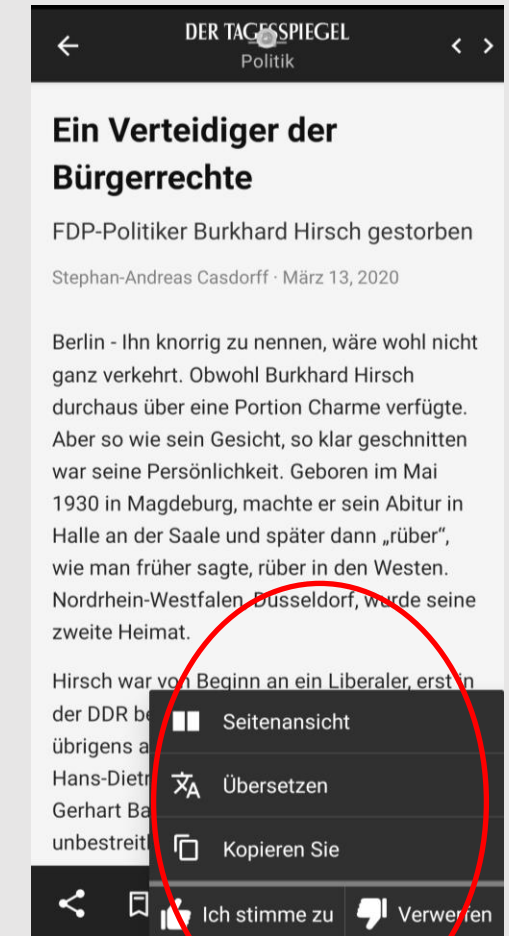 DER TAGESSPIEGEL
Politik
Ein Verteidiger der
Bürgerrechte
FDP-Politiker Burkhard Hirsch gestorben
Stephan-Andreas Casdorff · März 13, 2020
Berlin - Ihn knorrig zu nennen, wäre wohl nicht
ganz verkehrt. Obwohl Burkhard Hirsch
durchaus über eine Portion Charme verfügte.
Aber so wie sein Gesicht, so klar geschnitten
war seine Persönlichkeit. Geboren im Mai
1930 in Magdeburg, machte er sein Abitur in
Halle an der Saale und später dann „rüber“,
wie man früher sagte, rüber in den Westen.
Nordrhein-Westfalen, Düsseldorf, wurde seine
zweite Heimat.
Hirsch war von Beginn an ein Liberaler, erst in
der DDR
übrigens
Seitenansicht
Übersetzen
Kopieren Sie
Ich stimme zu
Verwerfen